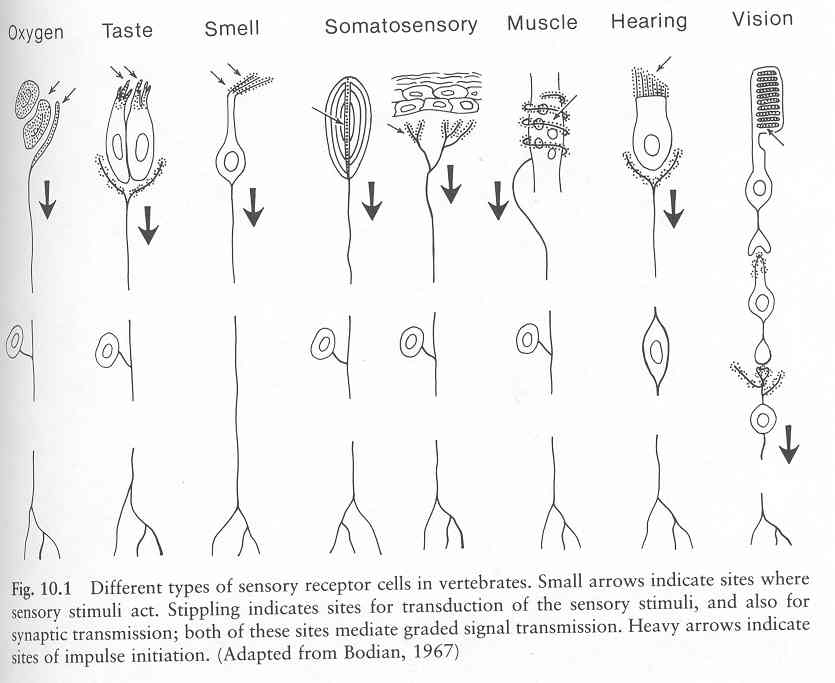 Oxygen Taste Smell Somatosensory Muscle Hearing Vision
Fig. 10.1 Different types of sensory receptor cells in vertebrates. Small arrows indicate sites where
sensory stimuli act. Stippling indicates sites for transduction of the sensory stimuli, and also for
synaptic transmission; both of these sites mediate graded signal transmission. Heavy arrows indicate
sites of impulse initiation. (Adapted from Bodian, 1967)